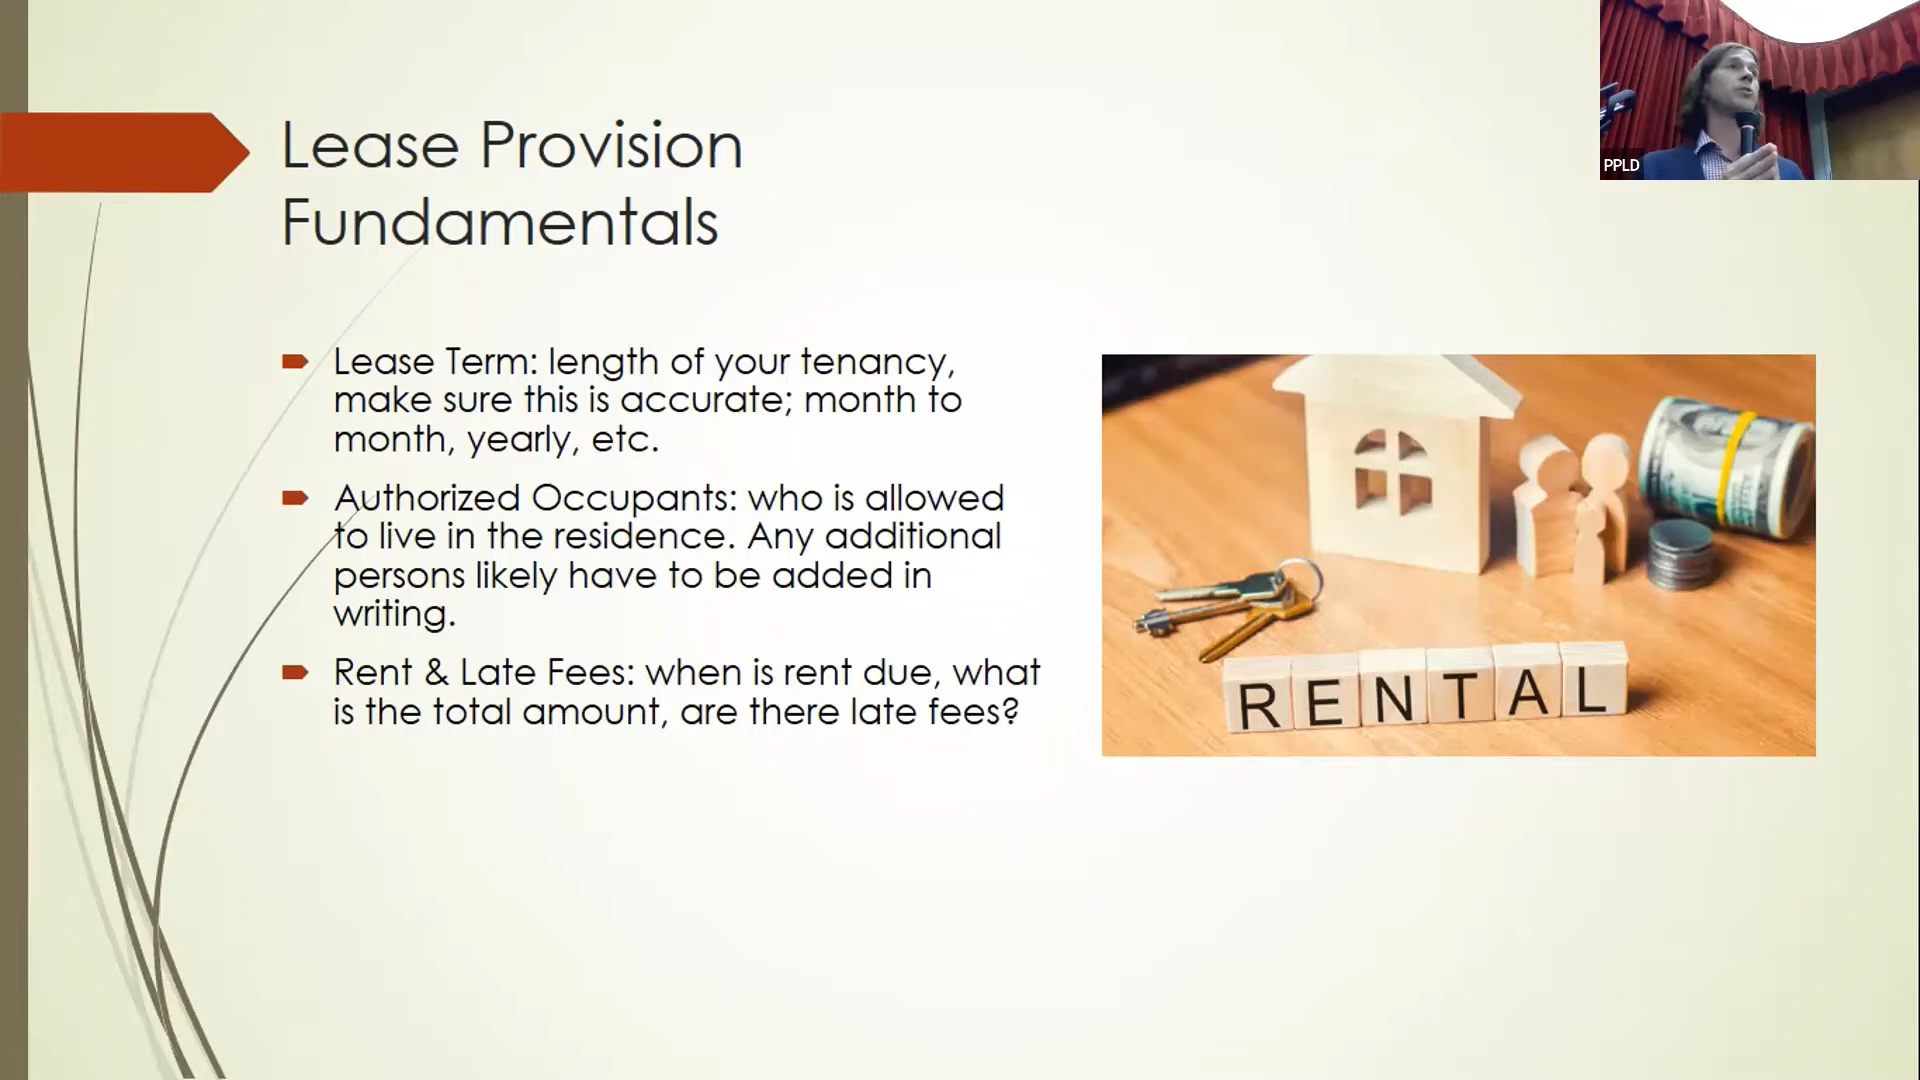 Lease Provision
Fundamentals
Lease Term: length of your tenancy,
make sure this is accurate; month to
month, yearly, etc.
Authorized Occupants: who is allowed
to live in the residence. Any additional
persons likely have to be added in
writing.
Rent & Late Fees: when is rent due, what
is the total amount, are there late fees?
RENTAL
PPLD